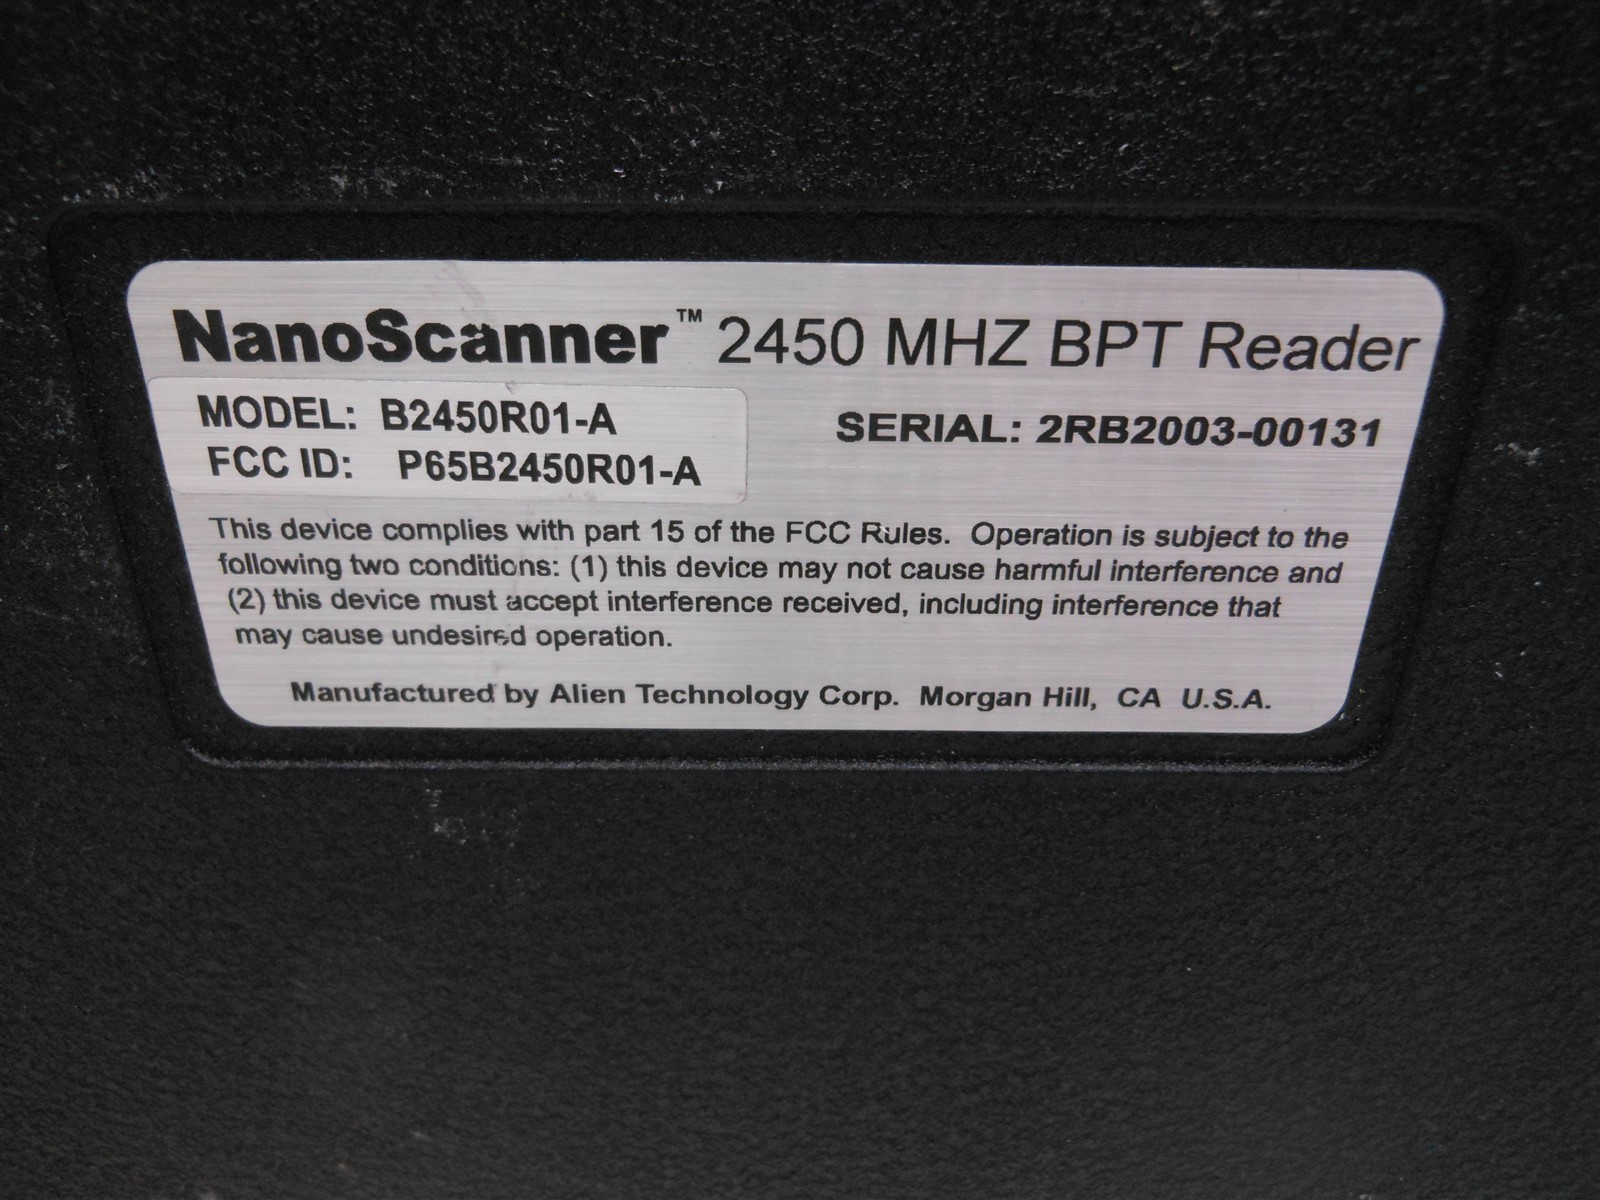 NanoScanner™ 2450 MHZ BPT Reader
MODEL: B2450R01-A
SERIAL: 2RB2003-00131
FCC ID: P65B2450R01-A
This device complies with part 15 of the FCC Rules. Operation is subject to the
following two conditions: (1) this device may not cause harmful interference and
(2) this device must accept interference received, including interference that
may cause undesired operation.
Manufactured by Alien Technology Corp. Morgan Hill, CA U.S.A.